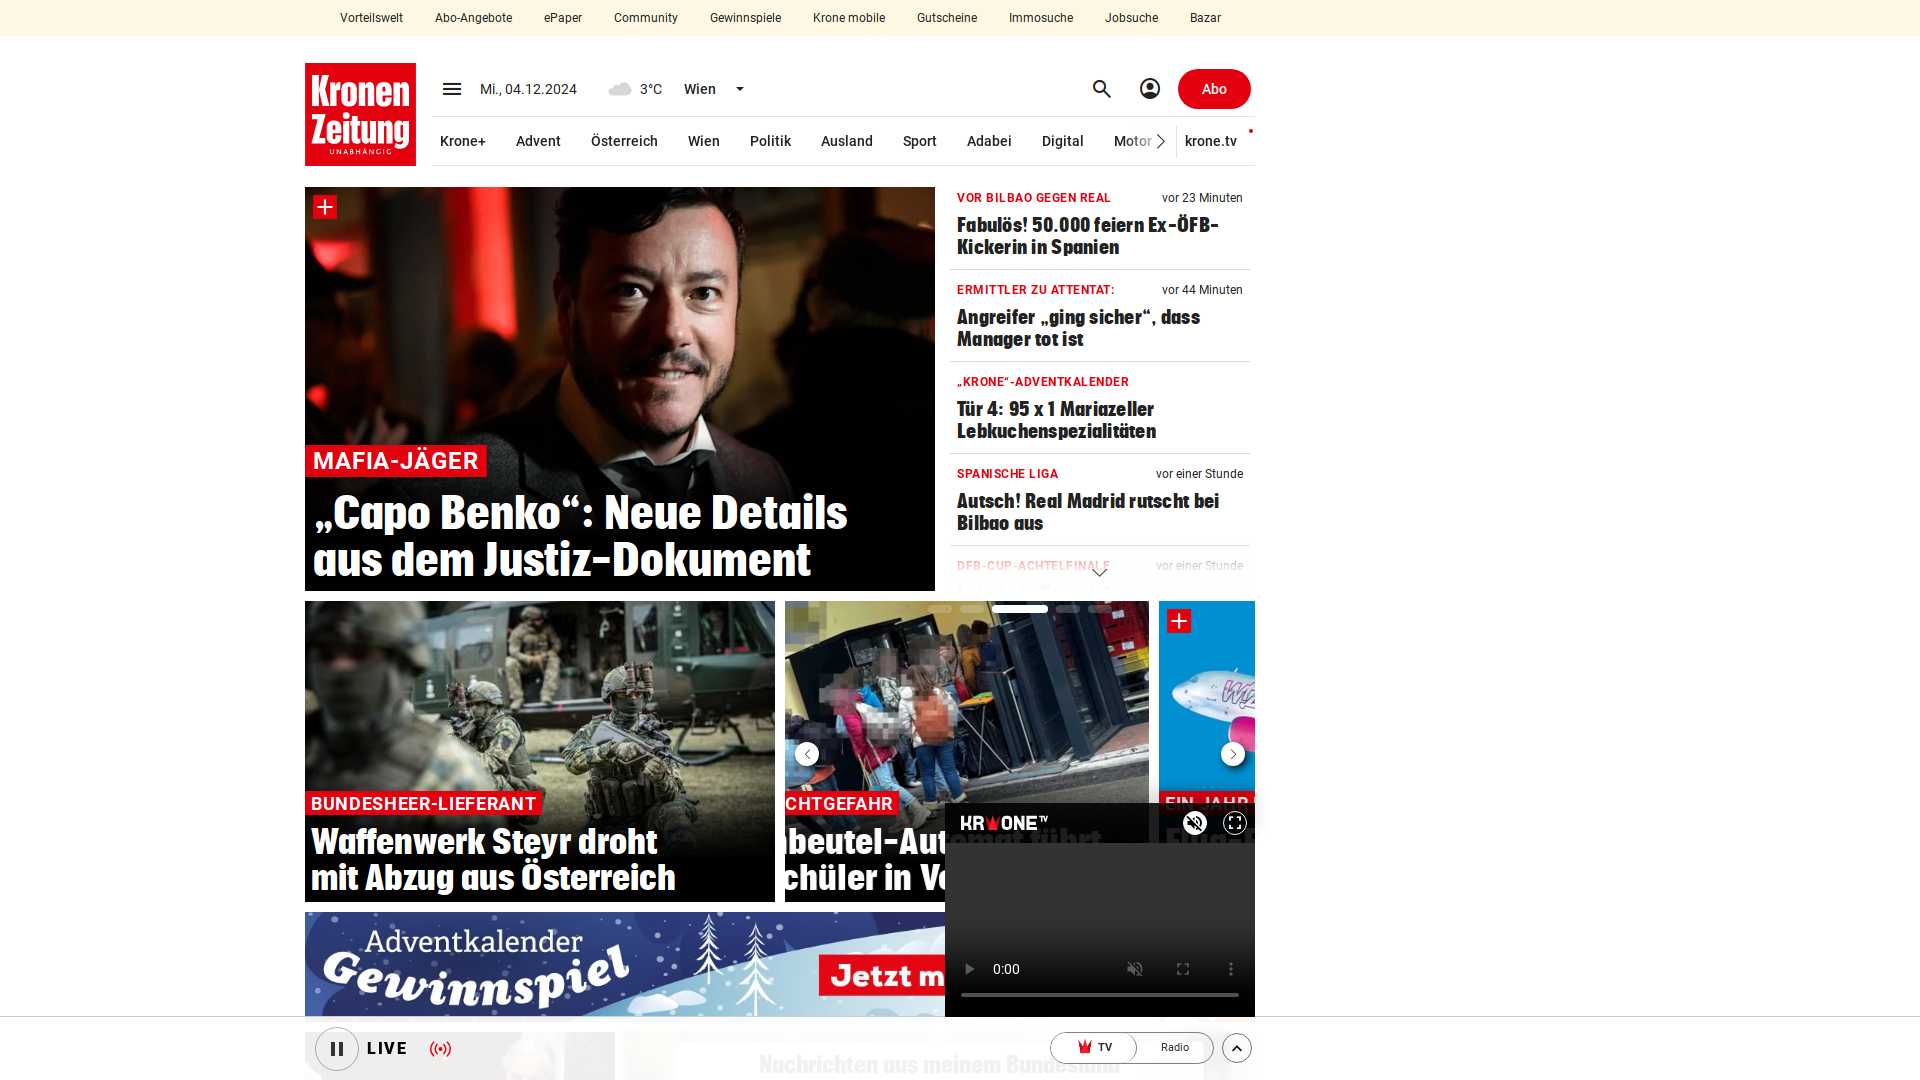 Vorteilswelt Abo-Angebote ePaper Community Gewinnspiele Krone mobile Gutscheine Immosuche Jobsuche Bazar
Kronen
Zeitung
UNABHÄNGIG
Mi., 04.12.2024 3°C Wien Abo
Krone+ Advent Österreich Wien Politik Ausland Sport Adabei Digital Motor krone.tv
MAFIA-JÄGER
„Capo Benko“: Neue Details
aus dem Justiz-Dokument
VOR BILBAO GEGEN REAL vor 23 Minuten
Fabulös! 50.000 feiern Ex-ÖFB-
Kickerin in Spanien
ERMITTLER ZU ATTENTAT: vor 44 Minuten
Angreifer „ging sicher“, dass
Manager tot ist
„KRONE“-ADVENTKALENDER
Tür 4: 95 x 1 Mariazeller
Lebkuchenspezialitäten
SPANISCHE LIGA vor einer Stunde
Autsch! Real Madrid rutscht bei
Bilbao aus
DFB-CUP-ACHTELFINALE vor einer Stunde
BUNDESHEER-LIEFERANT
Waffenwerk Steyr droht
mit Abzug aus Österreich
CHTGEFAHR
beutel-Automat führt
chüler in
EIN JAHR
KRONE TV
0:00
Adventkalender
Gewinnspiel
Jetzt m
LIVE
TV Radio
Nachrichten aus meinem Bundesland